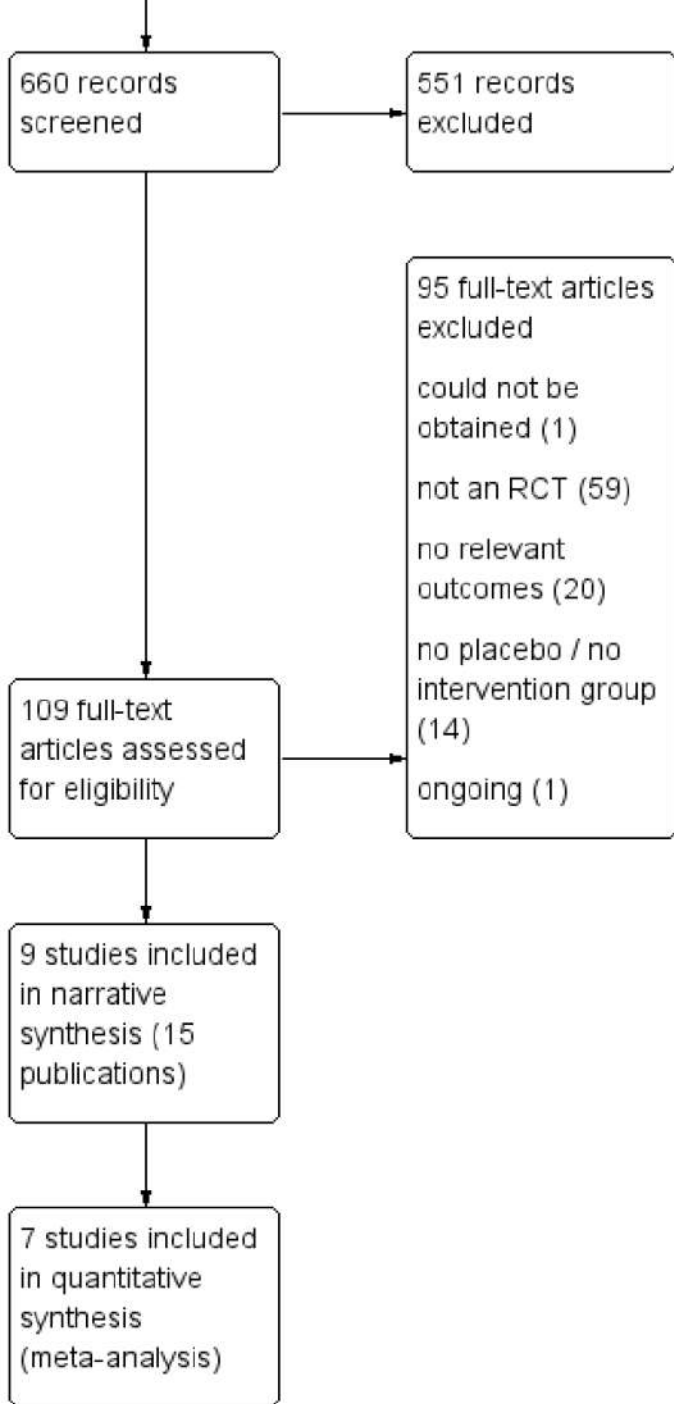 660 records
screened
551 records
excluded
95 full-text articles
excluded
could not be
obtained (1)
not an RCT (59)
no relevant
outcomes (20)
no placebo / no
intervention group
(14)
ongoing (1)
109 full-text
articles assessed
for eligibility
9 studies included
in narrative
synthesis (15
publications)
7 studies included
in quantitative
synthesis
(meta-analysis)